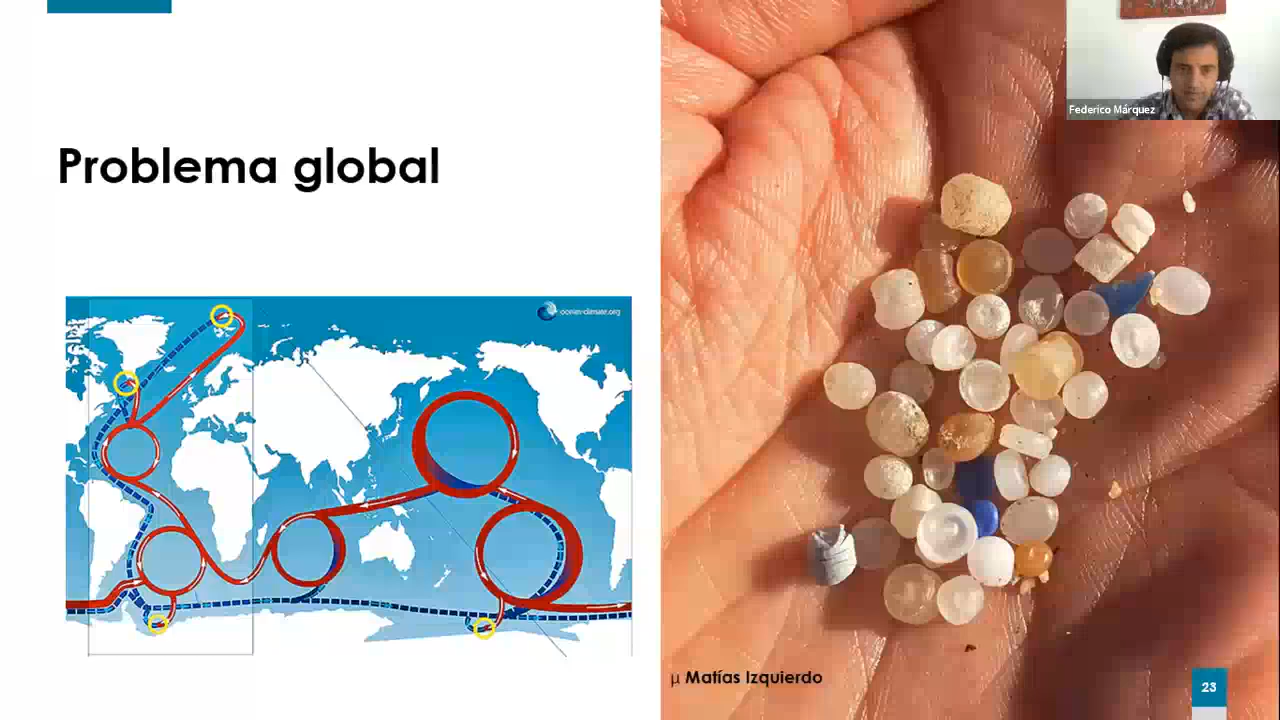 Problema global
ocean-climate.org
Federico Márquez
µ Matías Izquierdo
23